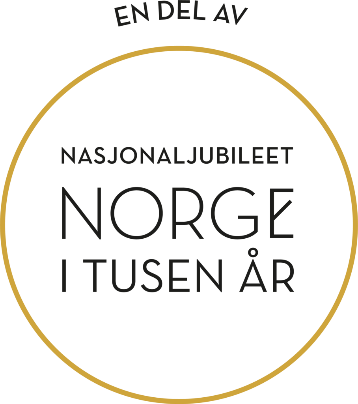 EN DEL AV
NASJONALJUBILEET
NORGE
I TUSEN ÅR